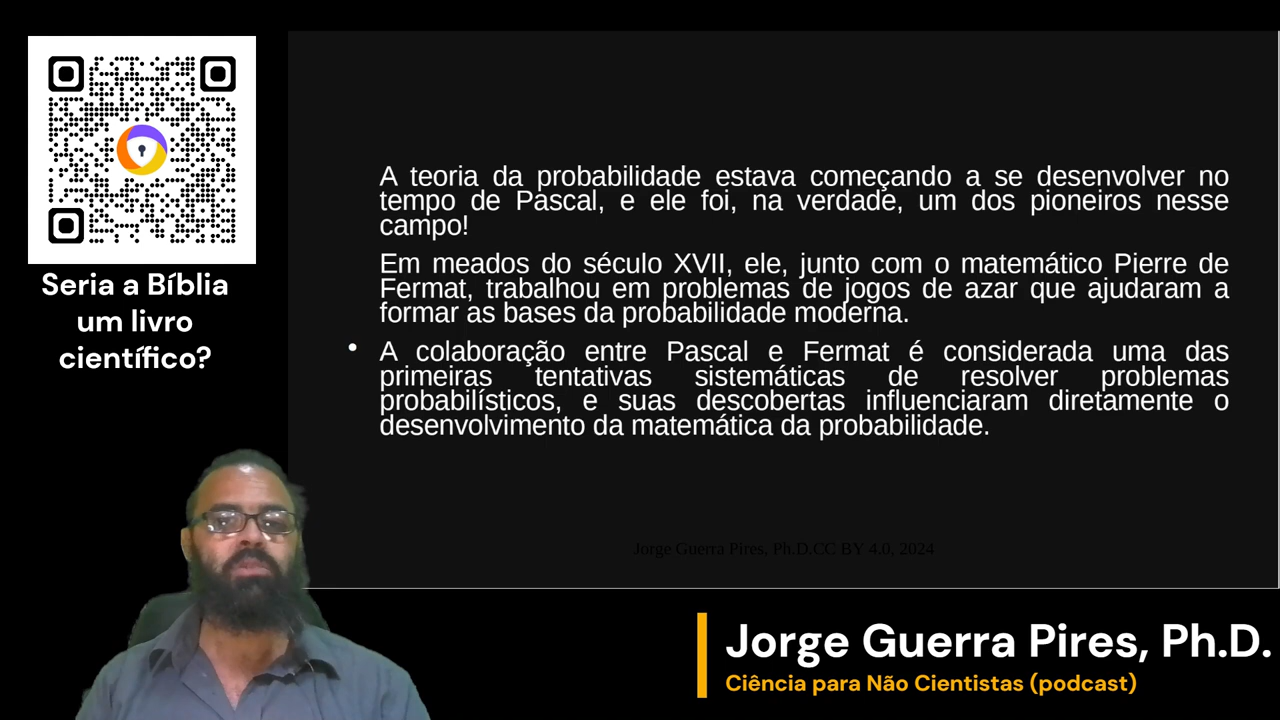 Seria a Bíblia
um livro
científico?
A teoria da probabilidade estava começando a se desenvolver no
tempo de Pascal, e ele foi, na verdade, um dos pioneiros nesse
campo!
Em meados do século XVII, ele, junto com o matemático Pierre de
Fermat, trabalhou em problemas de jogos de azar que ajudaram a
formar as bases da probabilidade moderna.
• A colaboração entre Pascal e Fermat é considerada uma das
primeiras tentativas sistemáticas de resolver problemas
probabilísticos, e suas descobertas influenciaram diretamente o
desenvolvimento da matemática da probabilidade.
Jorge Guerra Pires, Ph.D.CC BY 4.0, 2024
Jorge Guerra Pires, Ph.D.
Ciência para Não Cientistas (podcast)